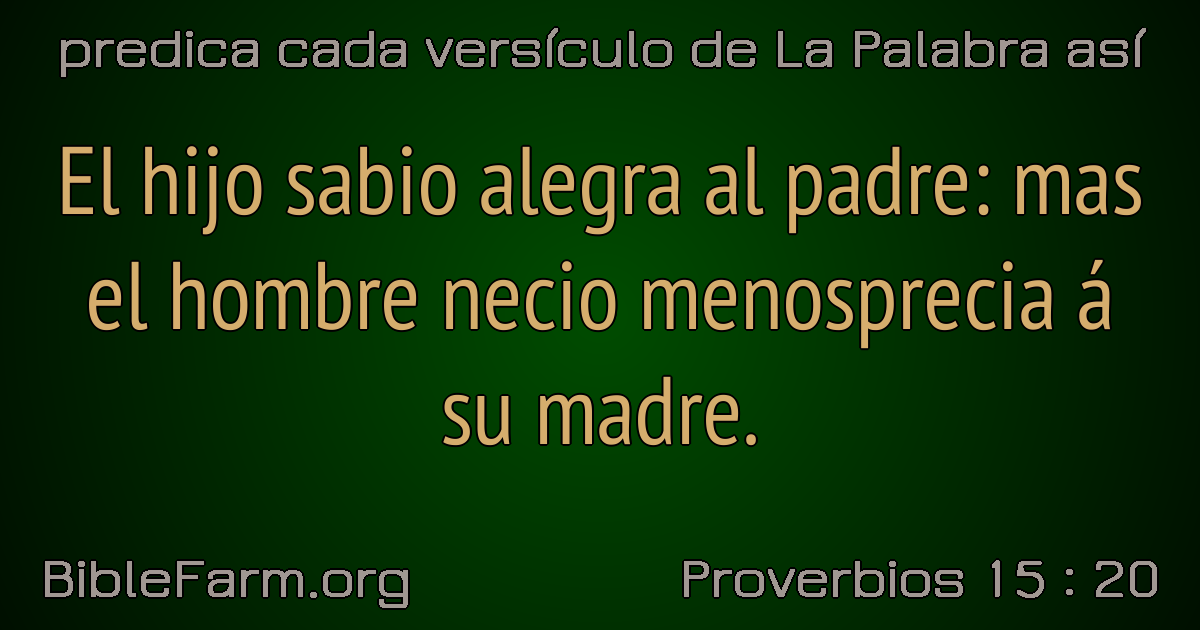 predica cada versículo de La Palabra así
El hijo sabio alegra al padre: mas
el hombre necio menosprecia á
su madre.
BibleFarm.org
Proverbios 15 : 20